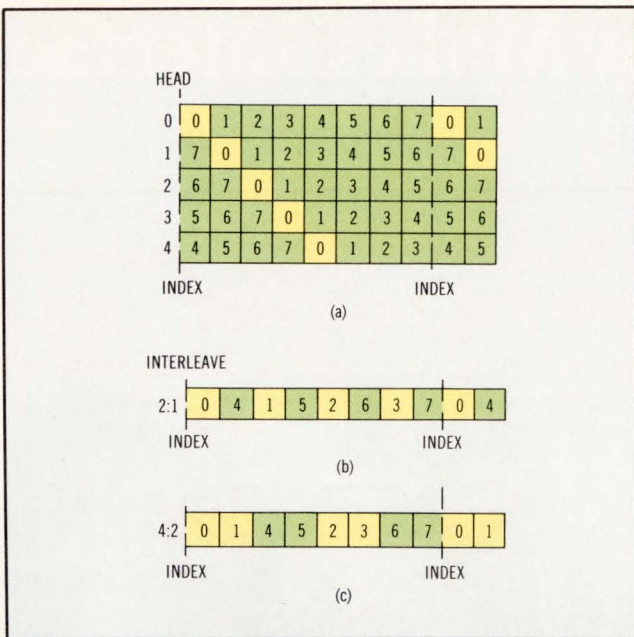 HEAD
0 0 1 2 3 4 5 6 7 0 1
1 7 0 1 2 3 4 5 6 7 0
2 6 7 0 1 2 3 4 5 6 7
3 5 6 7 0 1 2 3 4 5 6
4 4 5 6 7 0 1 2 3 4 5
INDEX INDEX
(a)
INTERLEAVE
2:1 0 4 1 5 2 6 3 7 0 4
INDEX INDEX
(b)
4:2 0 1 4 5 2 3 6 7 0 1
INDEX INDEX
(c)